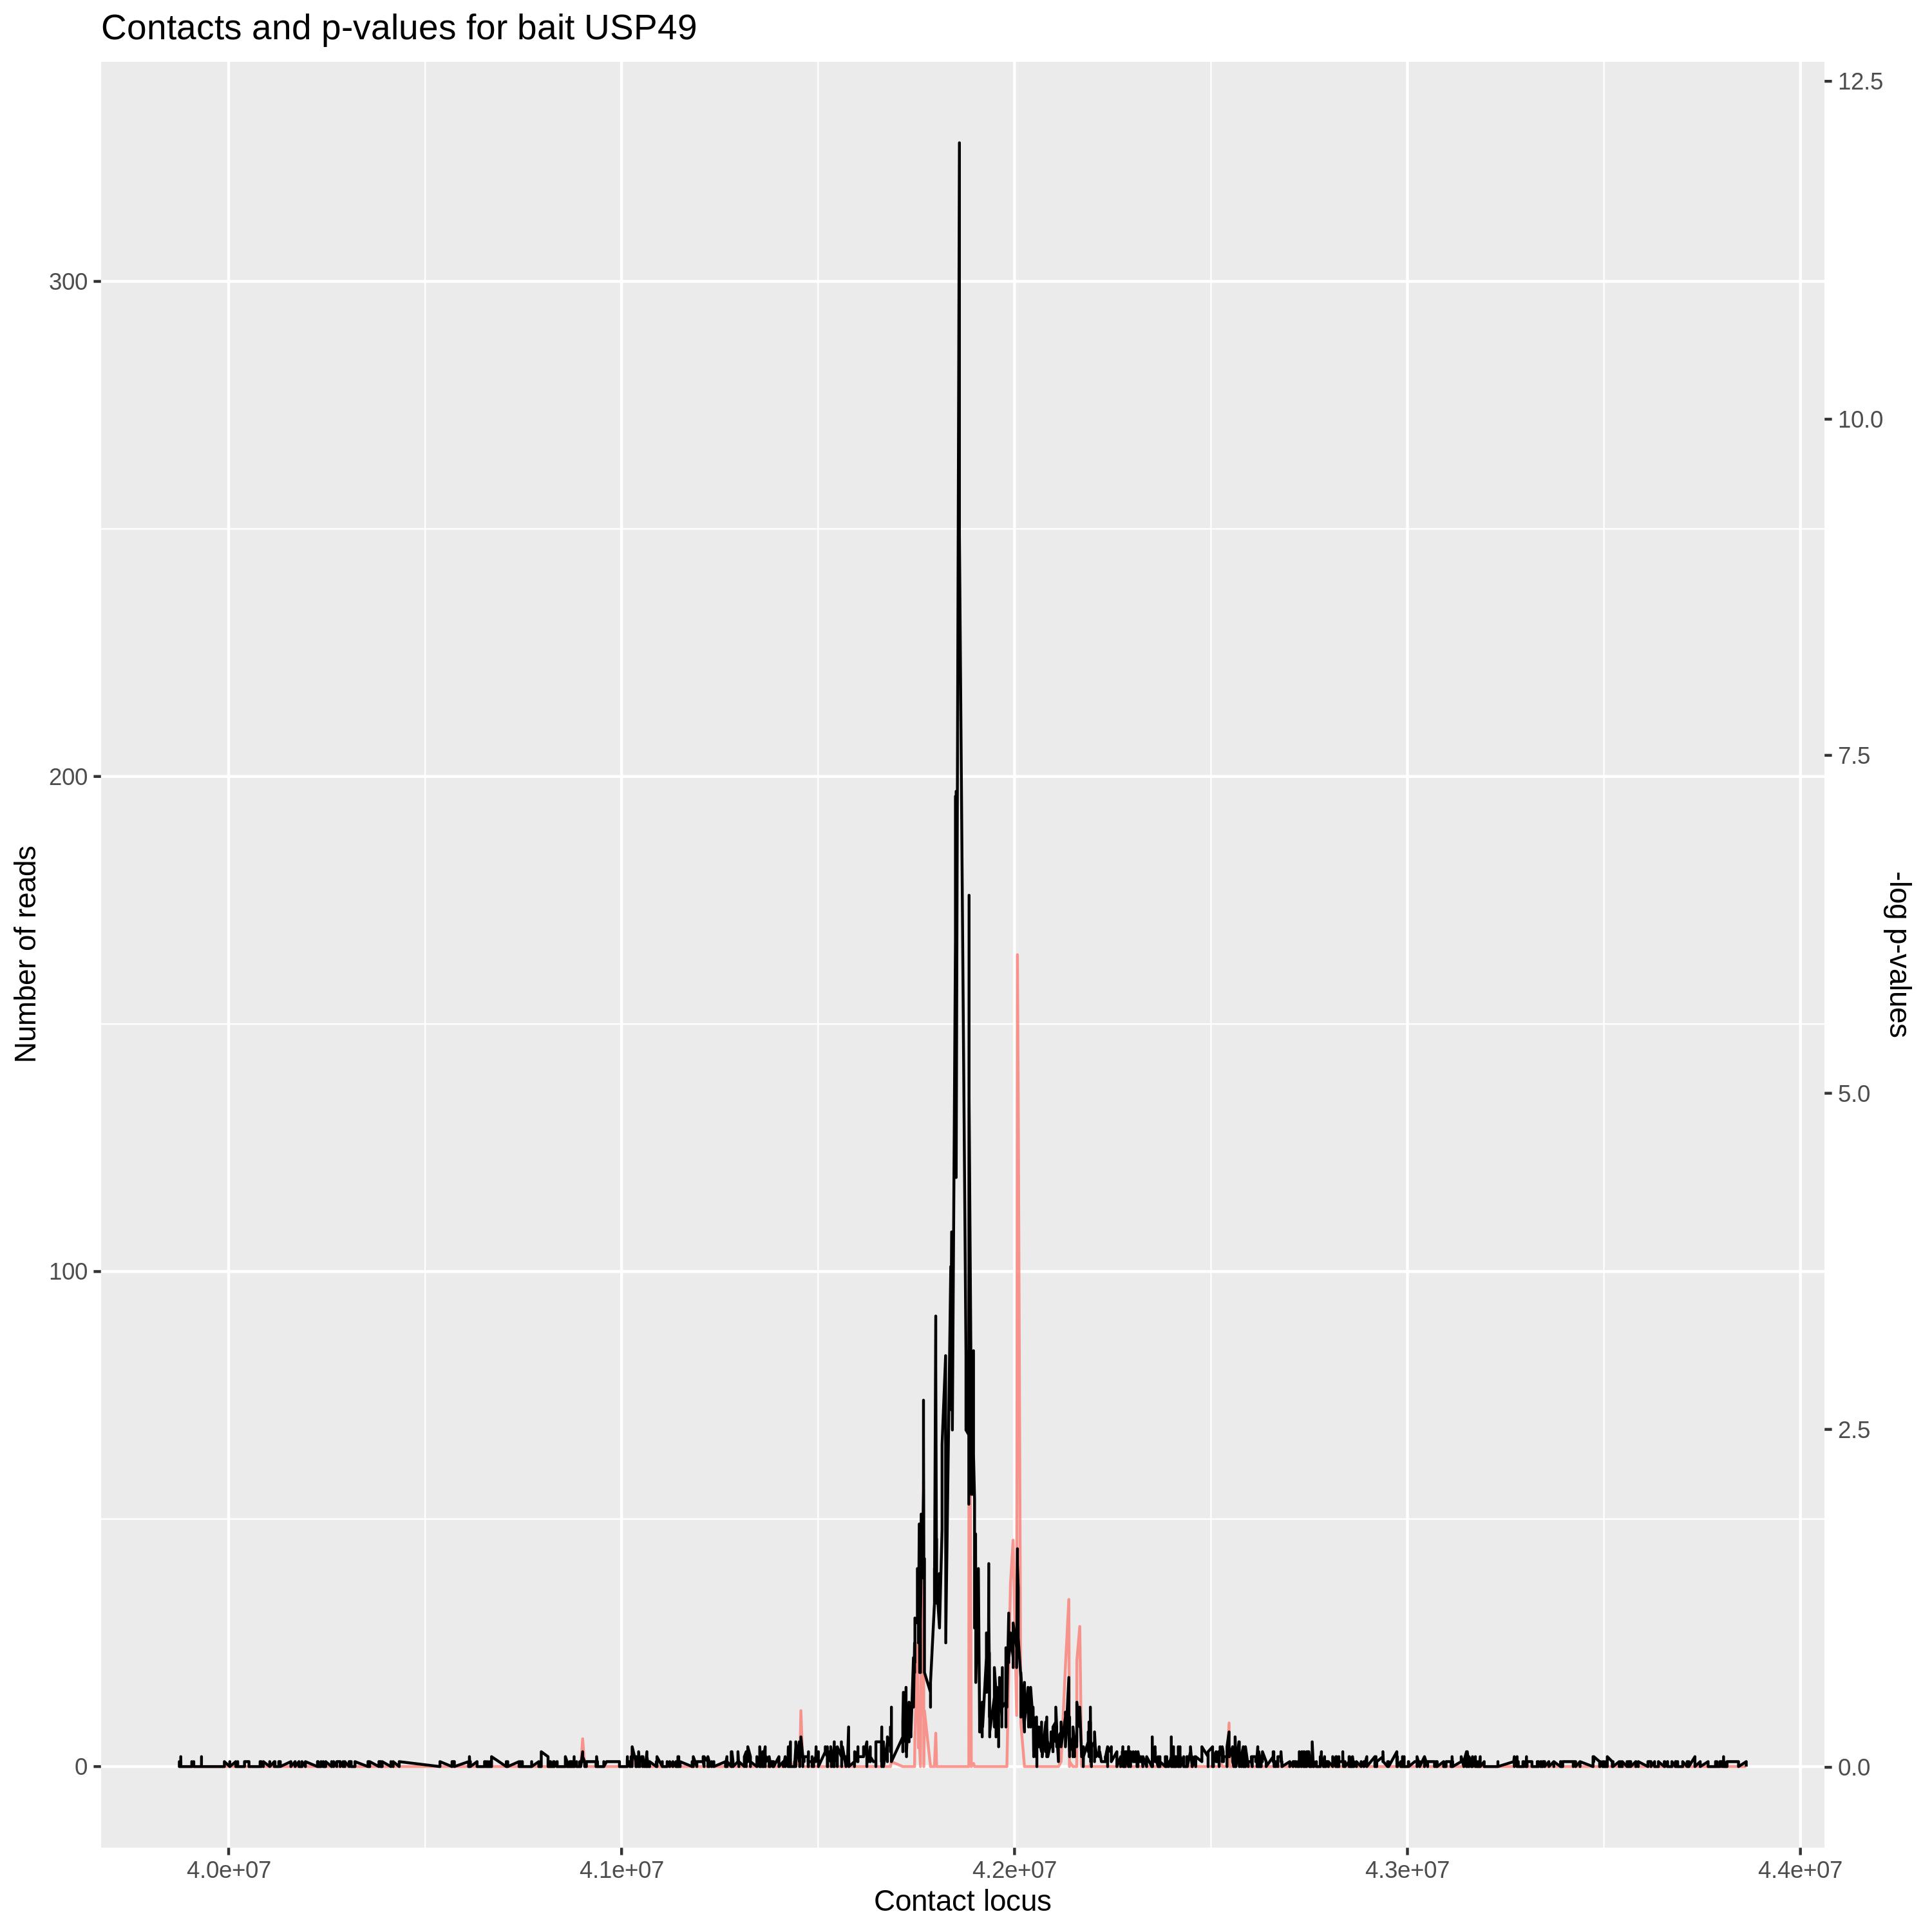 Contacts and p-values for bait USP49
12.5
10.0
7.5
5.0
2.5
0.0
-log p-values
300
200
100
0
Number of reads
4.0e+07
4.1e+07
4.2e+07
4.3e+07
4.4e+07
Contact locus